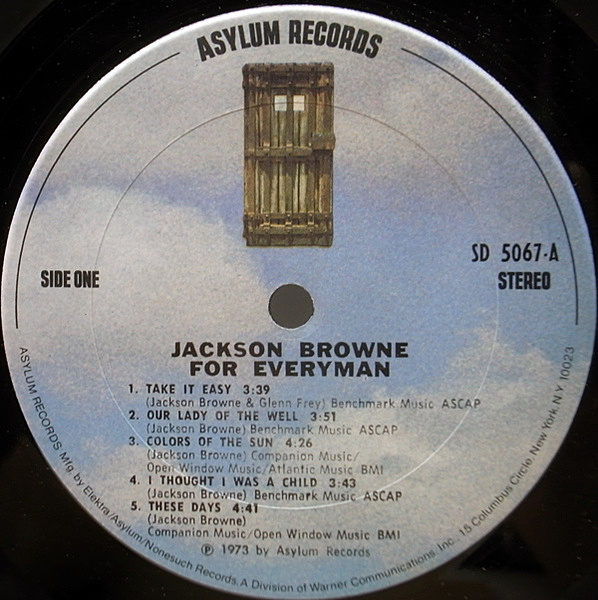 ASYLUM RECORDS
SD 5067-A
SIDE ONE
STEREO
JACKSON BROWNE
FOR EVERYMAN
1. TAKE IT EASY 3:39
(Jackson Browne & Glenn Frey) Benchmark Music ASCAP
2. OUR LADY OF THE WELL 3:51
(Jackson Browne) Benchmark Music ASCAP
3. COLORS OF THE SUN 4:26
(Jackson Browne) Companion Music/
Open Window Music/Atlantic Music BMI
4. I THOUGHT I WAS A CHILD 3:43
(Jackson Browne) Benchmark Music ASCAP
5. THESE DAYS 4:41
(Jackson Browne)
Companion Music/Open Window Music BMI
℗ 1973 by Asylum Records
ASYLUM RECORDS Mfg. by Elektra/Asylum/Nonesuch Records, A Division of Warner Communications, Inc., 15 Columbus Circle, New York, N.Y. 10023